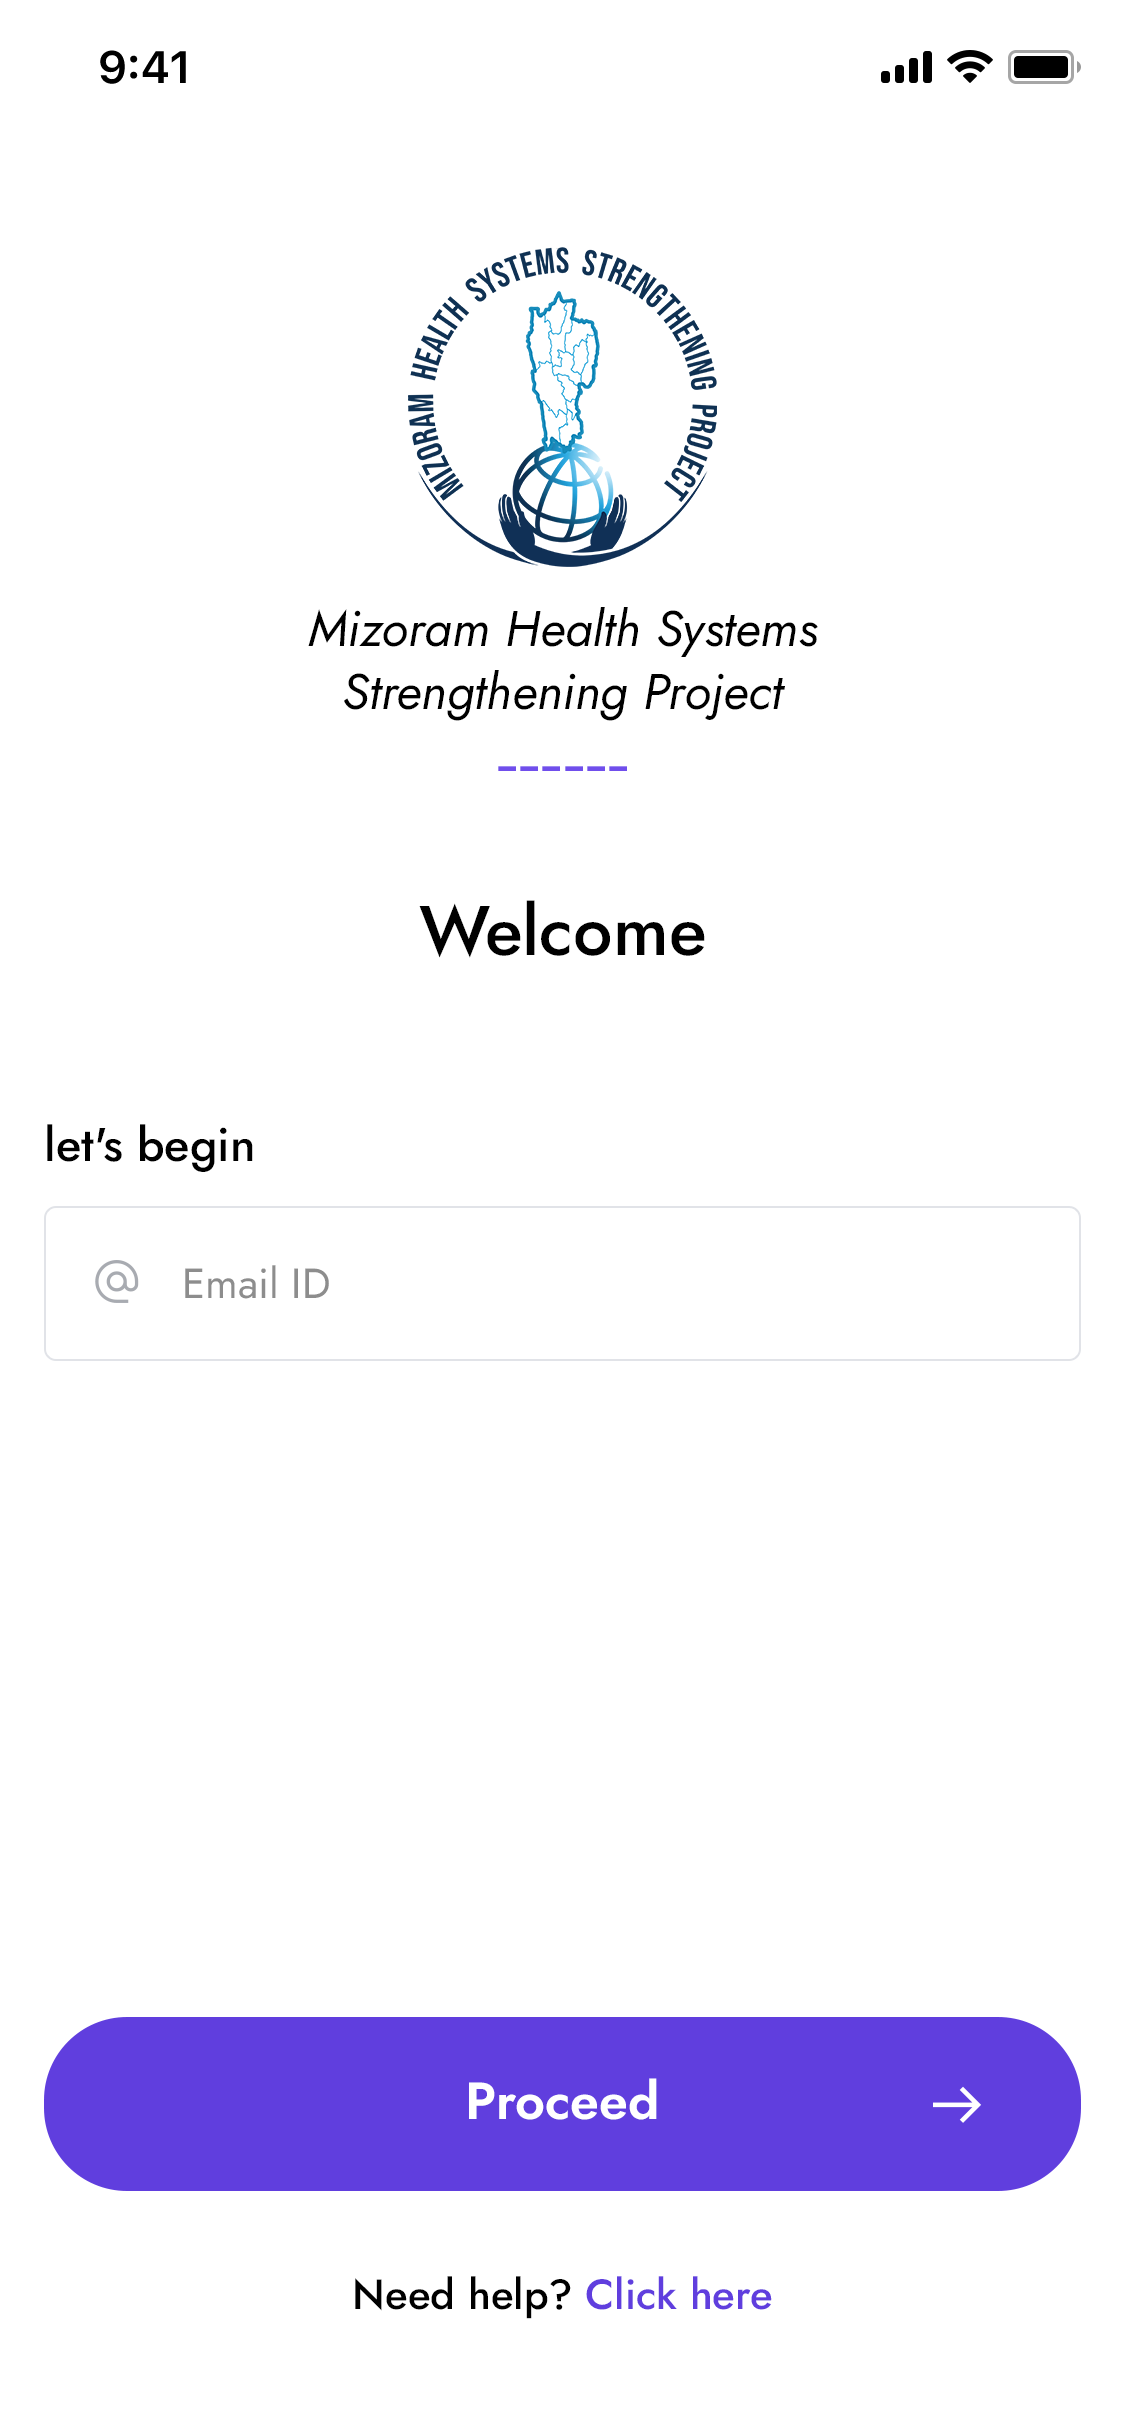 9:41
MIZORAM HEALTH SYSTEMS STRENGTHENING PROJECT
Mizoram Health Systems
Strengthening Project
------
Welcome
let's begin
@ Email ID
Proceed →
Need help? Click here